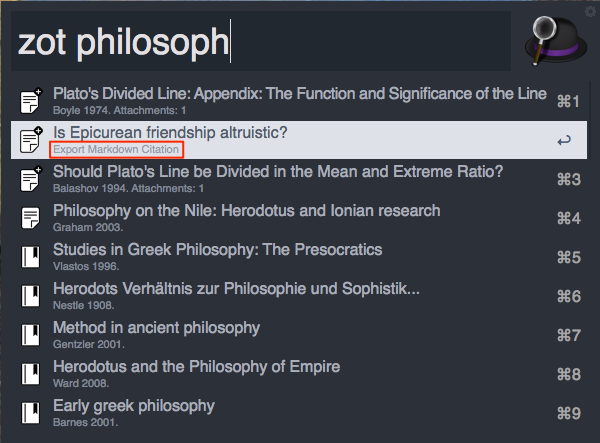 zot philosoph
Plato's Divided Line: Appendix: The Function and Significance of the Line ⌘1
Boyle 1974. Attachments: 1
Is Epicurean friendship altruistic? ↩
Export Markdown Citation
Should Plato's Line be Divided in the Mean and Extreme Ratio? ⌘3
Balashov 1994. Attachments: 1
Philosophy on the Nile: Herodotus and Ionian research ⌘4
Graham 2003.
Studies in Greek Philosophy: The Presocratics ⌘5
Vlastos 1996.
Herodots Verhältnis zur Philosophie und Sophistik... ⌘6
Nestle 1908.
Method in ancient philosophy ⌘7
Gentzler 2001.
Herodotus and the Philosophy of Empire ⌘8
Ward 2008.
Early greek philosophy ⌘9
Barnes 2001.